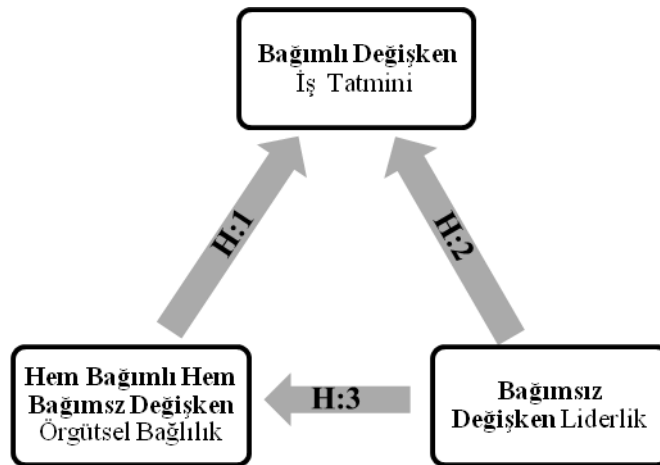 Bağımlı Değişken
İş Tatmini
H:1
H:2
Hem Bağımlı Hem
Bağımsz Değişken
Örgütsel Bağlılık
H:3
Bağımsız
Değişken Liderlik